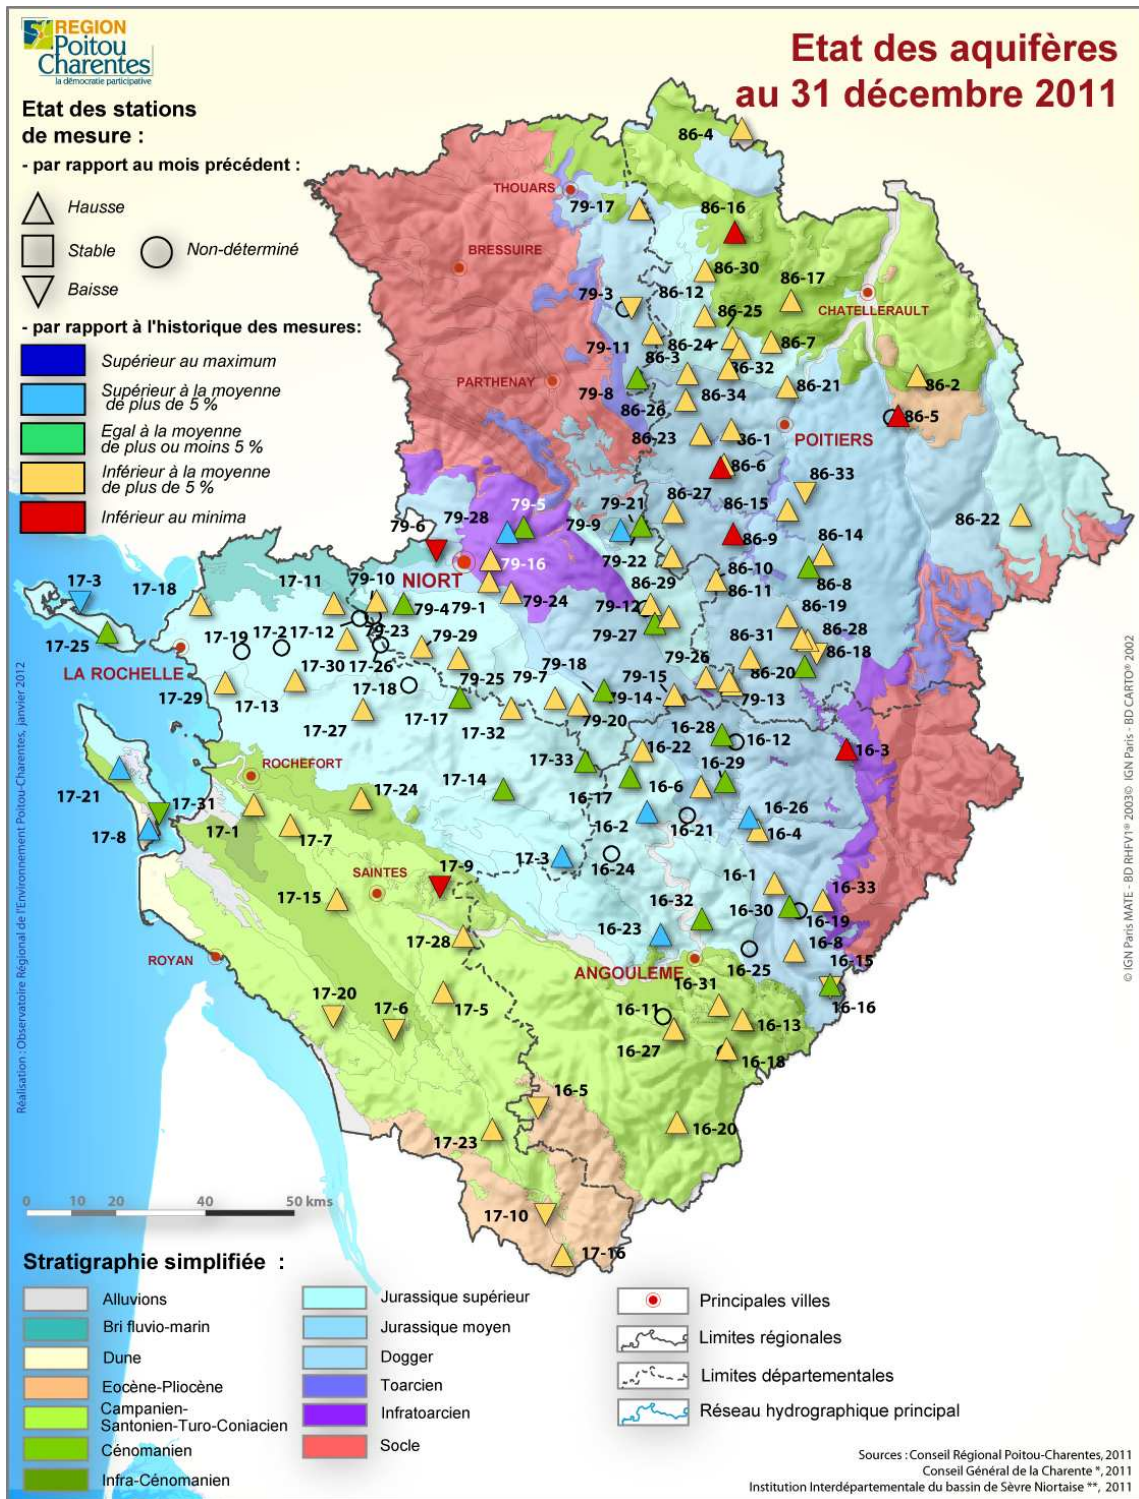 REGION
Poitou
Charentes
la démocratie participative
Etat des aquifères
au 31 décembre 2011
Etat des stations
de mesure :
- par rapport au mois précédent :
Hausse
Stable
Non-déterminé
Baisse
- par rapport à l'historique des mesures:
Supérieur au maximum
Supérieur à la moyenne
de plus de 5 %
Egal à la moyenne
de plus ou moins 5 %
Inférieur à la moyenne
de plus de 5 %
Inférieur au minima
86-4
THOUARS
79-17
86-16
BRESSUIRE
86-30
86-17
79-3
86-12
CHATELLERAULT
86-25
79-11
86-24
86-7
86-3
PARTHENAY
86-32
86-2
79-8
86-34
86-21
86-26
86-5
86-23
86-1
POITIERS
86-6
86-33
86-27
86-15
79-5
79-21
79-28
79-9
86-22
79-6
86-9
86-14
79-16
79-22
86-10
NIORT
17-3
17-18
17-11
79-10
86-29
86-11
86-8
79-4
79-1
79-24
79-12
86-19
17-19
17-2
17-12
79-23
79-29
79-27
86-31
86-28
17-25
86-18
LA ROCHELLE
17-30
17-26
79-18
79-26
86-20
17-29
17-13
17-18
79-25
79-7
79-15
79-14
79-13
17-27
17-17
17-32
79-20
16-28
16-12
16-22
16-3
ROCHEFORT
17-33
16-29
17-21
17-31
17-24
17-14
16-17
16-6
16-26
17-8
17-1
17-7
16-2
16-21
16-4
17-3
16-24
SAINTES
17-9
16-1
17-15
16-32
16-33
16-30
16-19
17-28
16-23
16-8
ROYAN
ANGOULEME
16-25
16-15
17-20
17-6
17-5
16-31
16-16
16-11
16-13
16-27
16-18
16-5
17-23
16-20
17-10
17-16
0 10 20 40 50 kms
Réalisation : Observatoire Régional de l'Environnement Poitou-Charentes, janvier 2012
© IGN Paris MATE - BD RHFV1® 2003© IGN Paris - BD CARTO® 2002
Stratigraphie simplifiée :
Alluvions
Bri fluvio-marin
Dune
Eocène-Pliocène
Campanien-
Santonien-Turo-Coniacien
Cénomanien
Infra-Cénomanien
Jurassique supérieur
Jurassique moyen
Dogger
Toarcien
Infratoarcien
Socle
Principales villes
Limites régionales
Limites départementales
Réseau hydrographique principal
Sources : Conseil Régional Poitou-Charentes, 2011
Conseil Général de la Charente *, 2011
Institution Interdépartementale du bassin de Sèvre Niortaise **, 2011